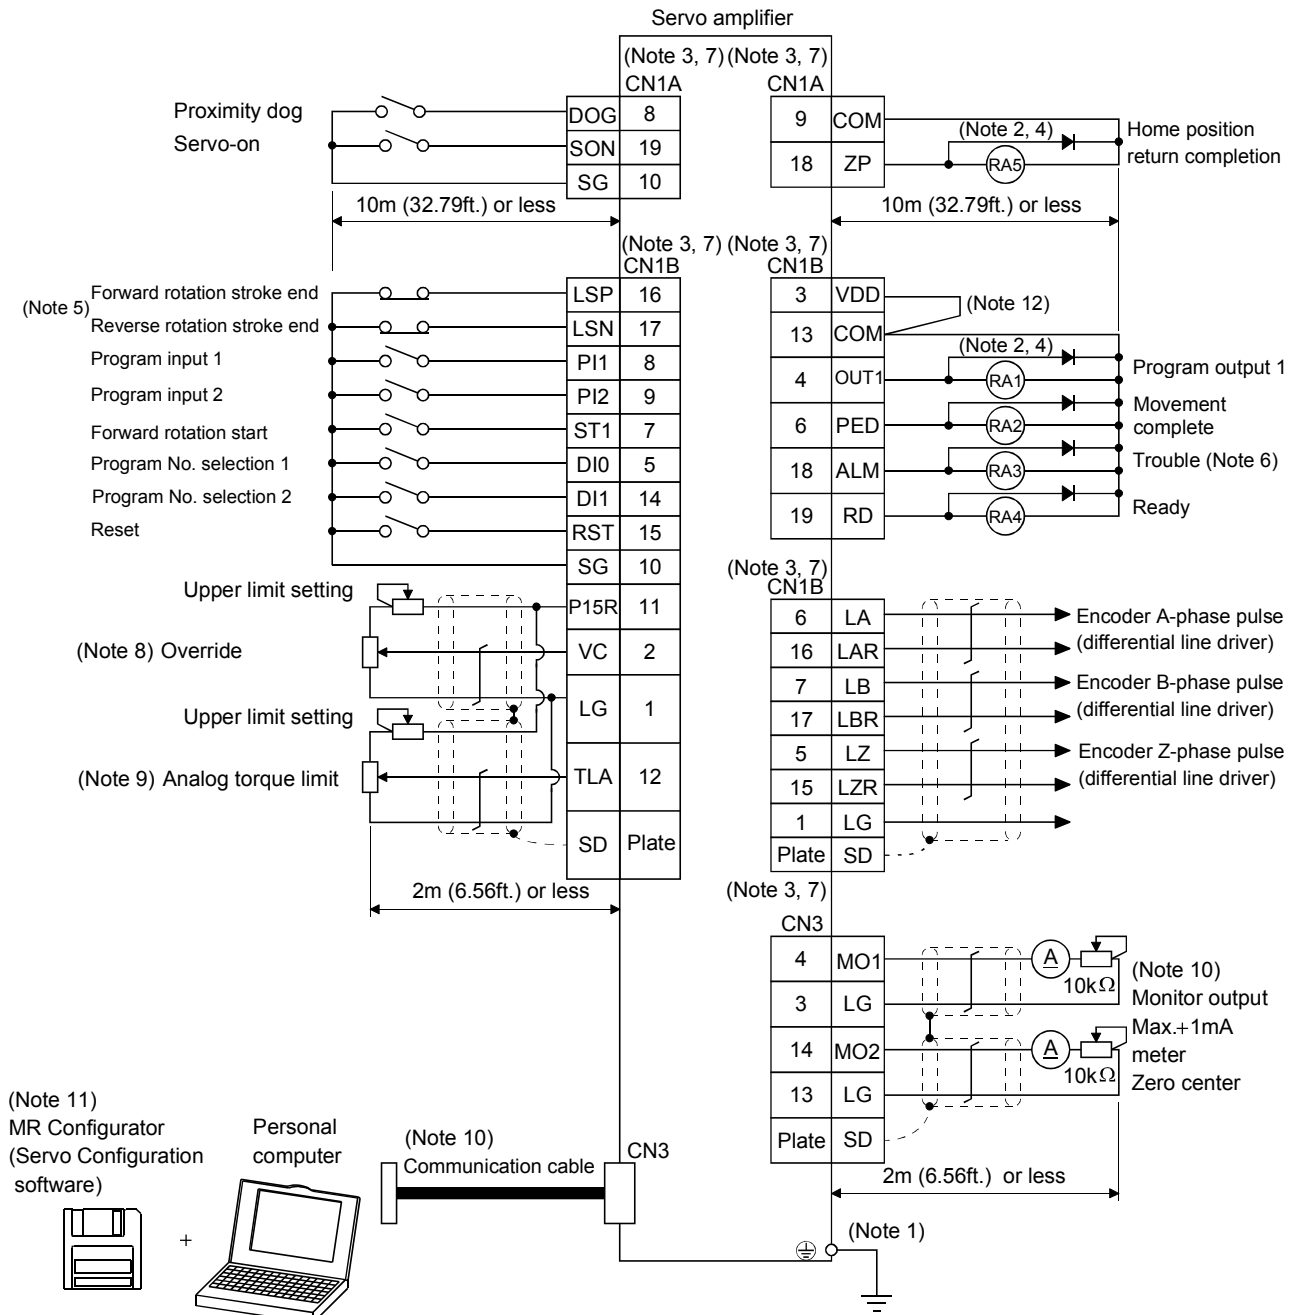 Servo amplifier
(Note 3, 7) (Note 3, 7)
CN1A
CN1A
Proximity dog
DOG 8
Servo-on
SON 19
SG 10
10m (32.79ft.) or less
9 COM
(Note 2, 4)
18 ZP
RA5
Home position
return completion
10m (32.79ft.) or less
(Note 3, 7) (Note 3, 7)
CN1B
CN1B
(Note 5)
Forward rotation stroke end
LSP 16
Reverse rotation stroke end
LSN 17
Program input 1
PI1 8
Program input 2
PI2 9
Forward rotation start
ST1 7
Program No. selection 1
DI0 5
Program No. selection 2
DI1 14
Reset
RST 15
SG 10
3 VDD
(Note 12)
13 COM
(Note 2, 4)
4 OUT1
RA1
Program output 1
6 PED
RA2
Movement
complete
18 ALM
RA3
Trouble (Note 6)
19 RD
RA4
Ready
Upper limit setting
P15R 11
(Note 8) Override
VC 2
LG 1
Upper limit setting
(Note 9) Analog torque limit
TLA 12
SD Plate
2m (6.56ft.) or less
(Note 3, 7)
CN1B
6 LA
Encoder A-phase pulse
16 LAR
(differential line driver)
7 LB
Encoder B-phase pulse
17 LBR
(differential line driver)
5 LZ
Encoder Z-phase pulse
15 LZR
(differential line driver)
1 LG
Plate SD
(Note 3, 7)
CN3
4 MO1
A
10kΩ
3 LG
14 MO2
A
10kΩ
13 LG
Plate SD
(Note 10)
Monitor output
Max.+1mA
meter
Zero center
2m (6.56ft.) or less
(Note 11)
MR Configurator
(Servo Configuration
software)
+
Personal
computer
(Note 10)
Communication cable
CN3
(Note 1)